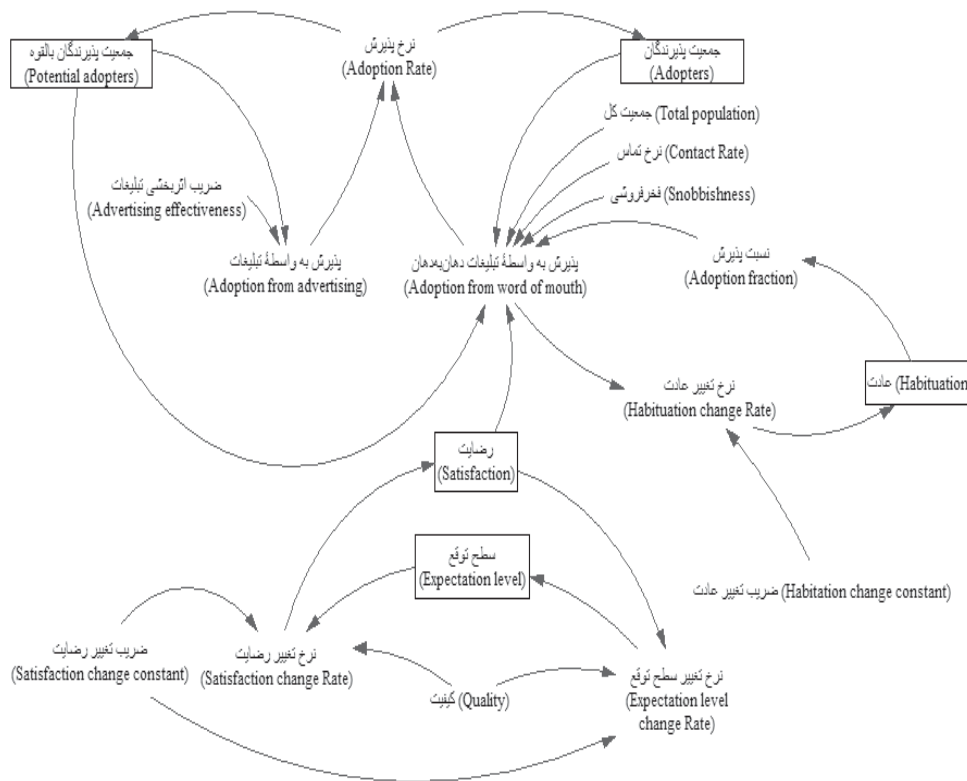 جمعیت پذیرندگان بالقوه
(Potential adopters)
نرخ پذیرش
(Adoption Rate)
جمعیت پذیرندگان
(Adopters)
جمعیت کل (Total population)
نرخ تماس (Contact Rate)
فخرفروشی (Snobbishness)
ضریب اثربخشی تبلیغات
(Advertising effectiveness)
پذیرش به واسطهٔ تبلیغات
(Adoption from advertising)
پذیرش به واسطهٔ تبلیغات دهان‌به‌دهان
(Adoption from word of mouth)
نسبت پذیرش
(Adoption fraction)
نرخ تغییر عادت
(Habituation change Rate)
عادت (Habituation)
رضایت
(Satisfaction)
سطح توقع
(Expectation level)
ضریب تغییر عادت (Habitation change constant)
ضریب تغییر رضایت
(Satisfaction change constant)
نرخ تغییر رضایت
(Satisfaction change Rate)
کیفیت (Quality)
نرخ تغییر سطح توقع
(Expectation level
change Rate)